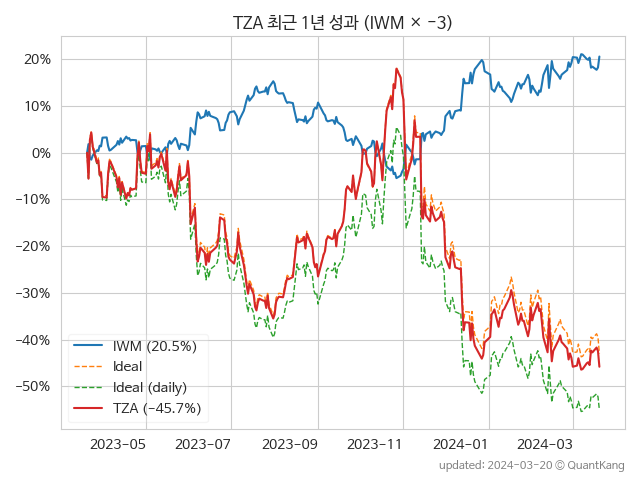 TZA 최근 1년 성과 (IWM × −3)
20%
10%
0%
−10%
−20%
−30%
−40%
−50%
IWM (20.5%)
Ideal
Ideal (daily)
TZA (−45.7%)
2023-05 2023-07 2023-09 2023-11 2024-01 2024-03
updated: 2024-03-20 © QuantKang